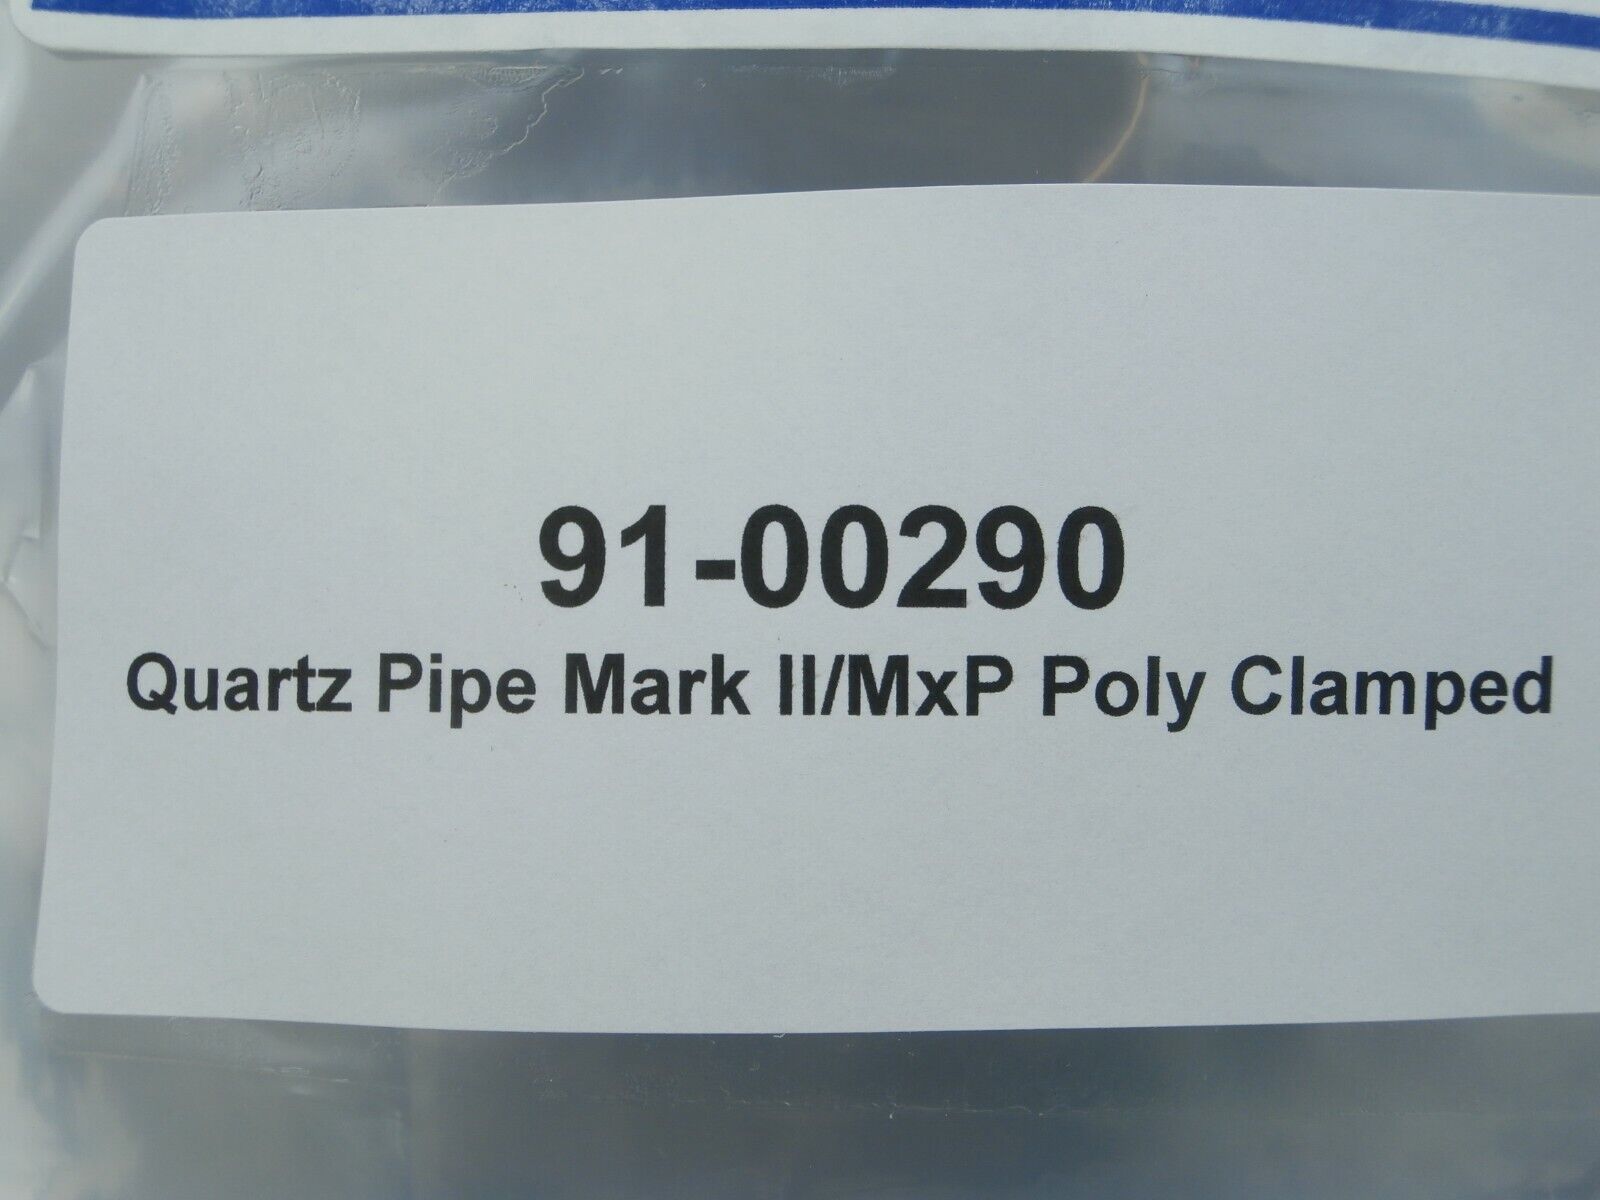 91-00290
Quartz Pipe Mark II/MxP Poly Clamped